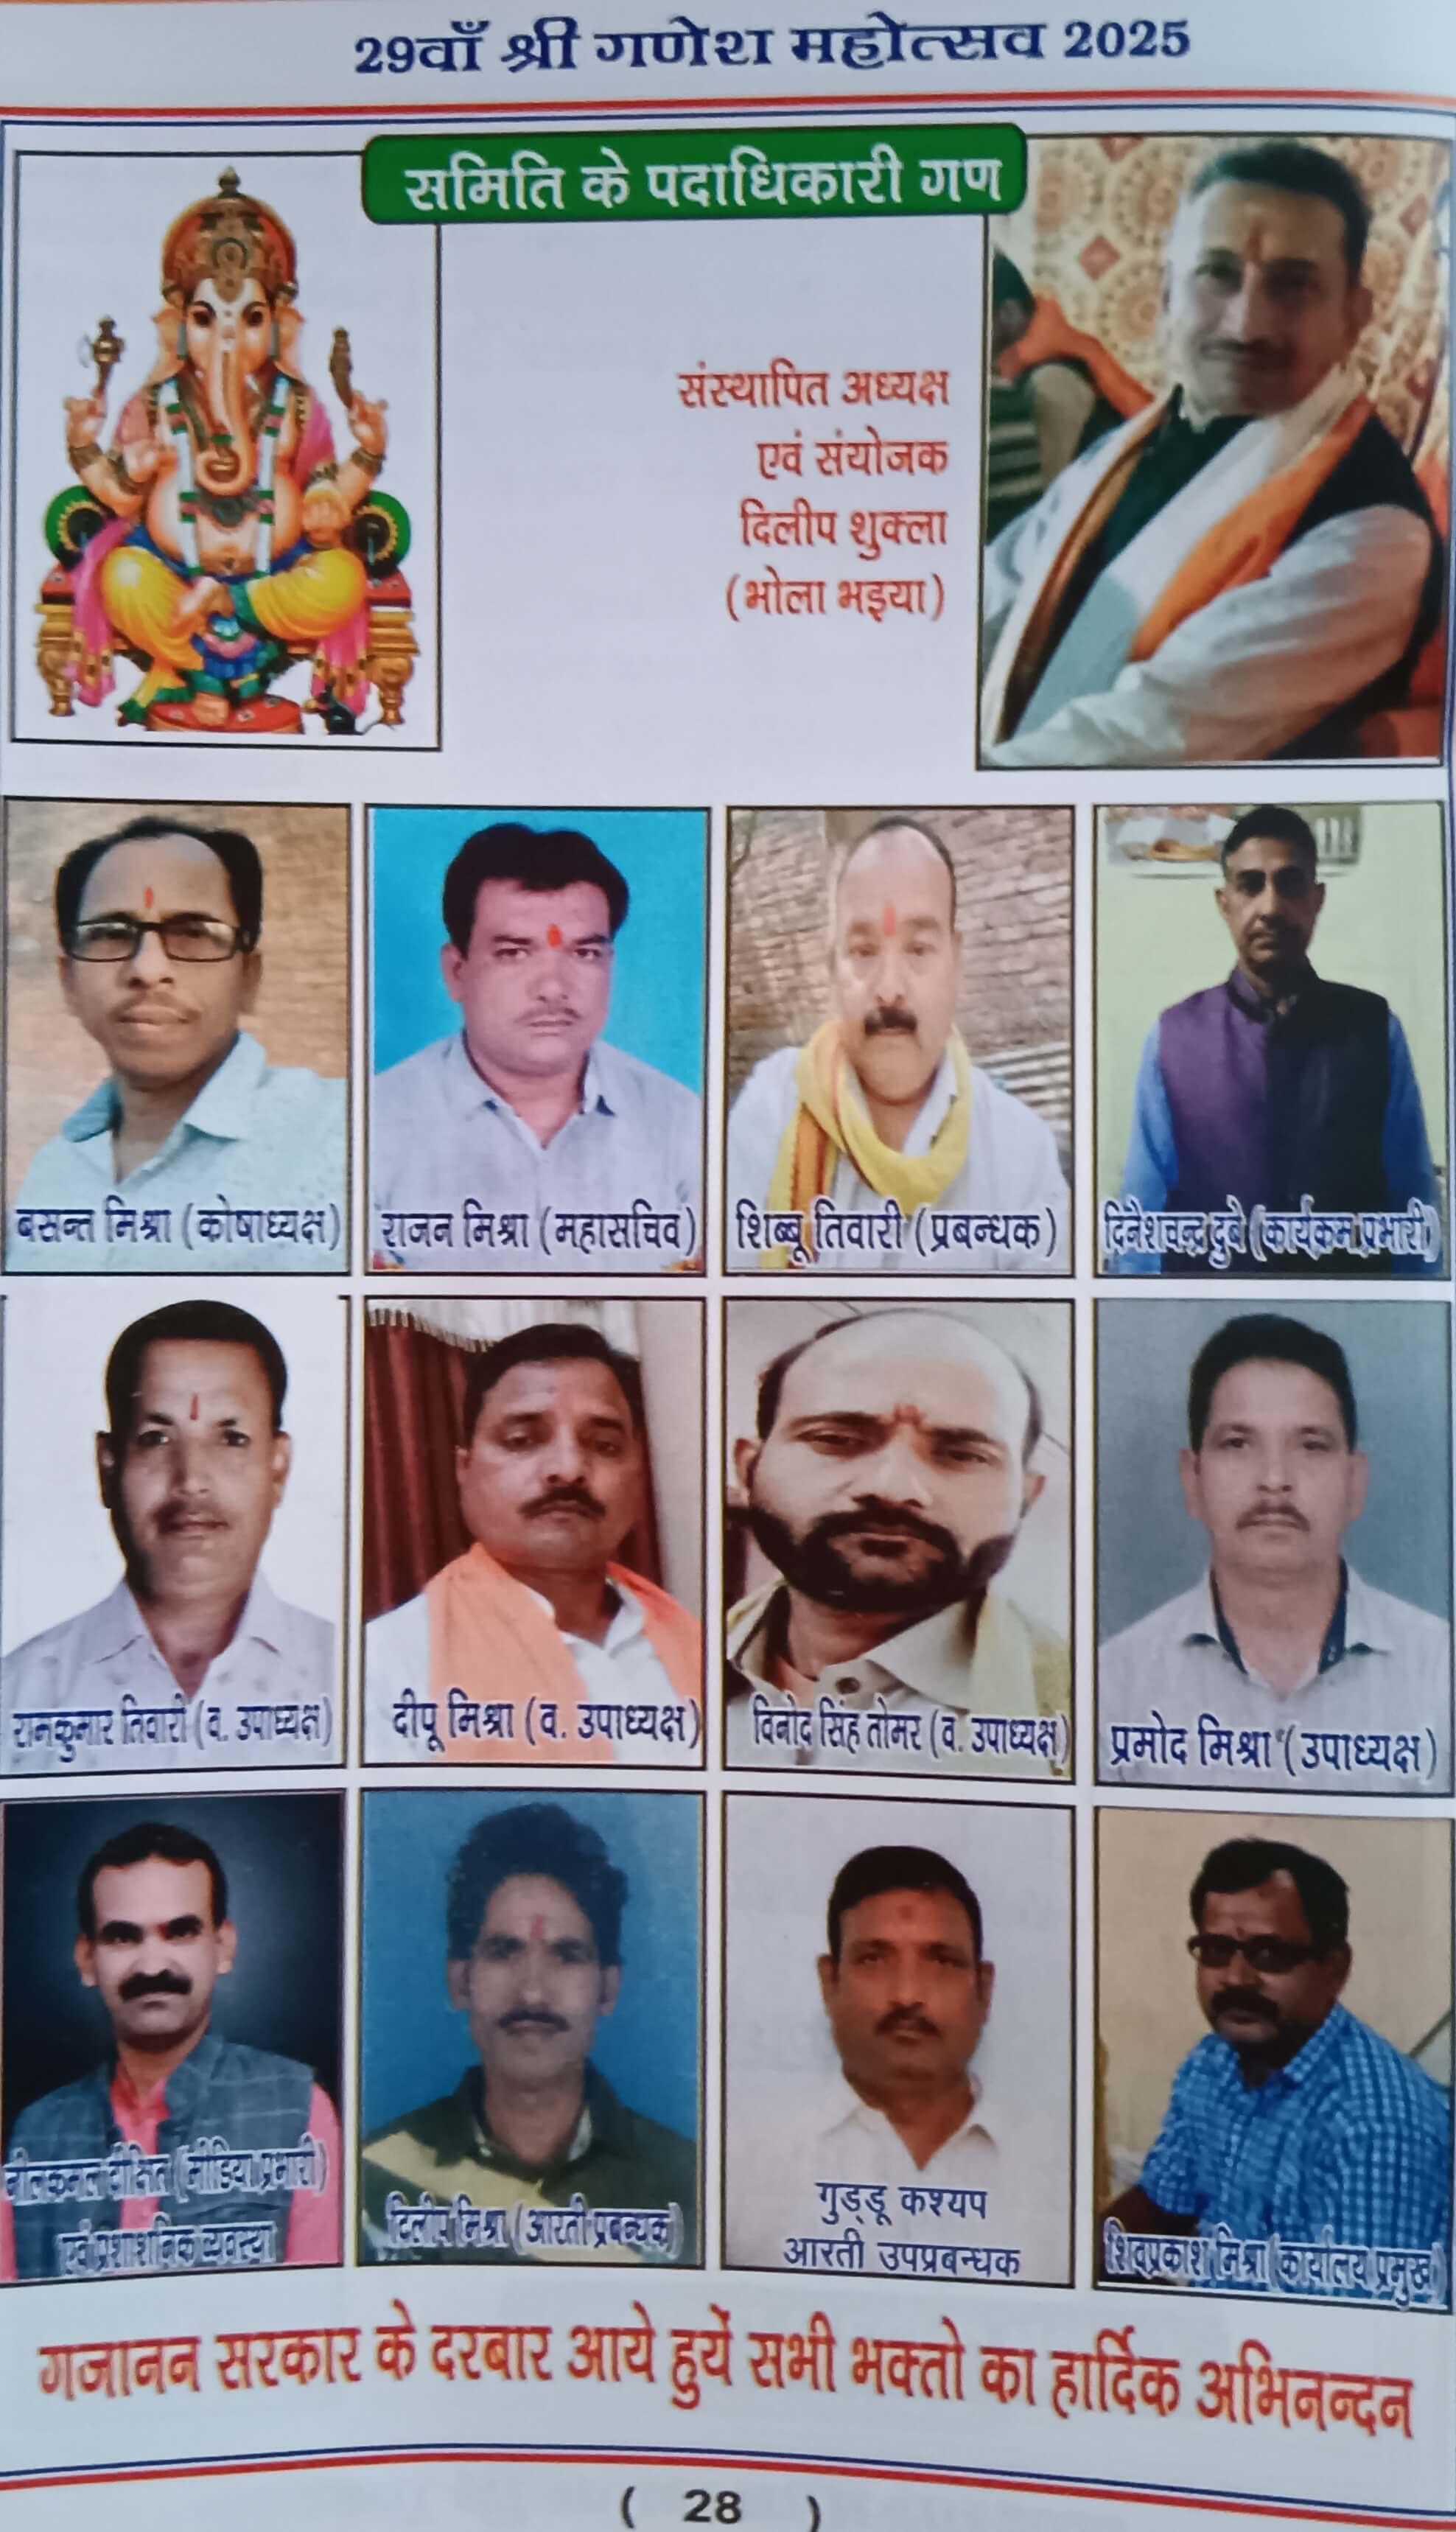 29वाँ श्री गणेश महोत्सव 2025
समिति के पदाधिकारी गण
संस्थापित अध्यक्ष
एवं संयोजक
दिलीप शुक्ला
(भोला भइया)
बसन्त मिश्रा (कोषाध्यक्ष)
राजन मिश्रा (महासचिव)
शिब्बू तिवारी (प्रबन्धक)
दिनेशचन्द्र दुबे (कार्यकम प्रभारी)
रामकुमार तिवारी (व. उपाध्यक्ष)
दीपू मिश्रा (व. उपाध्यक्ष)
विनोद सिंह तोमर (व. उपाध्यक्ष)
प्रमोद मिश्रा (उपाध्यक्ष)
नीलकमल दीक्षित (मीडिया प्रभारी)
एवं प्रशाशनिक व्यवस्था
दिलीप मिश्रा (आरती प्रबन्धक)
गुड्डू कश्यप
आरती उपप्रबन्धक
शिवप्रकाश मिश्रा (कार्यालय प्रमुख)
गजानन सरकार के दरबार आये हुयें सभी भक्तो का हार्दिक अभिनन्दन
( 28 )